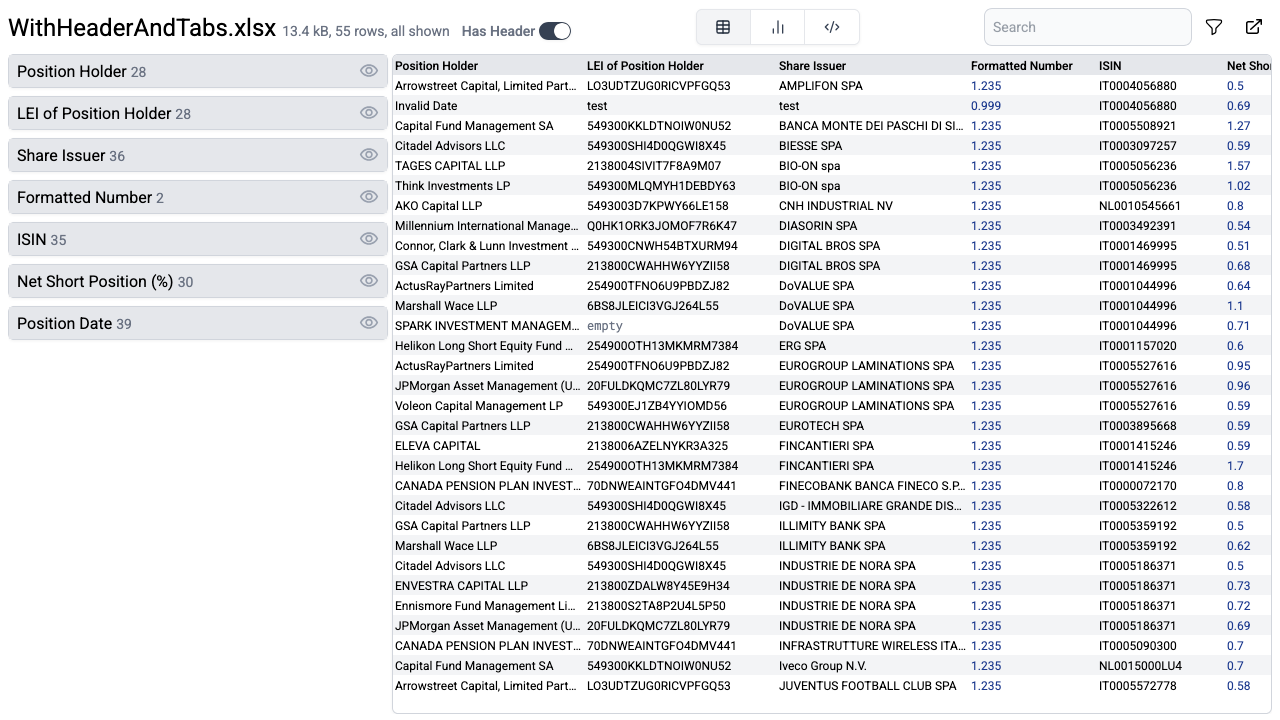 WithHeaderAndTabs.xlsx 13.4 kB, 55 rows, all shown Has Header Search
Position Holder 28
LEI of Position Holder 28
Share Issuer 36
Formatted Number 2
ISIN 35
Net Short Position (%) 30
Position Date 39
Position Holder LEI of Position Holder Share Issuer Formatted Number ISIN Net Shor
Arrowstreet Capital, Limited Part... LO3UDTZUG0RICVPFGQ53 AMPLIFON SPA 1.235 IT0004056880 0.5
Invalid Date test test 0.999 IT0004056880 0.69
Capital Fund Management SA 549300KKLDTNOIW0NU52 BANCA MONTE DEI PASCHI DI SI... 1.235 IT0005508921 1.27
Citadel Advisors LLC 549300SHI4D0QGWI8X45 BIESSE SPA 1.235 IT0003097257 0.59
TAGES CAPITAL LLP 2138004SIVIT7F8A9M07 BIO-ON spa 1.235 IT0005056236 1.57
Think Investments LP 549300MLQMYH1DEBDY63 BIO-ON spa 1.235 IT0005056236 1.02
AKO Capital LLP 5493003D7KPWY66LE158 CNH INDUSTRIAL NV 1.235 NL0010545661 0.8
Millennium International Manage... Q0HK1ORK3JOMOF7R6K47 DIASORIN SPA 1.235 IT0003492391 0.54
Connor, Clark & Lunn Investment ... 549300CNWH54BTXURM94 DIGITAL BROS SPA 1.235 IT0001469995 0.51
GSA Capital Partners LLP 213800CWAHHW6YYZII58 DIGITAL BROS SPA 1.235 IT0001469995 0.68
ActusRayPartners Limited 254900TFNO6U9PBDZJ82 DoVALUE SPA 1.235 IT0001044996 0.64
Marshall Wace LLP 6BS8JLEICI3VGJ264L55 DoVALUE SPA 1.235 IT0001044996 1.1
SPARK INVESTMENT MANAGEM... empty DoVALUE SPA 1.235 IT0001044996 0.71
Helikon Long Short Equity Fund ... 254900OTH13MKMRM7384 ERG SPA 1.235 IT0001157020 0.6
ActusRayPartners Limited 254900TFNO6U9PBDZJ82 EUROGROUP LAMINATIONS SPA 1.235 IT0005527616 0.95
JPMorgan Asset Management (U... 20FULDKQMC7ZL80LYR79 EUROGROUP LAMINATIONS SPA 1.235 IT0005527616 0.96
Voleon Capital Management LP 549300EJ1ZB4YYIOMD56 EUROGROUP LAMINATIONS SPA 1.235 IT0005527616 0.59
GSA Capital Partners LLP 213800CWAHHW6YYZII58 EUROTECH SPA 1.235 IT0003895668 0.59
ELEVA CAPITAL 2138006AZELNYKR3A325 FINCANTIERI SPA 1.235 IT0001415246 0.59
Helikon Long Short Equity Fund ... 254900OTH13MKMRM7384 FINCANTIERI SPA 1.235 IT0001415246 1.7
CANADA PENSION PLAN INVEST... 70DNWEAINTGFO4DMV441 FINECOBANK BANCA FINECO S.P... 1.235 IT0000072170 0.8
Citadel Advisors LLC 549300SHI4D0QGWI8X45 IGD - IMMOBILIARE GRANDE DIS... 1.235 IT0005322612 0.58
GSA Capital Partners LLP 213800CWAHHW6YYZII58 ILLIMITY BANK SPA 1.235 IT0005359192 0.5
Marshall Wace LLP 6BS8JLEICI3VGJ264L55 ILLIMITY BANK SPA 1.235 IT0005359192 0.62
Citadel Advisors LLC 549300SHI4D0QGWI8X45 INDUSTRIE DE NORA SPA 1.235 IT0005186371 0.5
ENVESTRA CAPITAL LLP 213800ZDALW8Y45E9H34 INDUSTRIE DE NORA SPA 1.235 IT0005186371 0.73
Ennismore Fund Management Li... 213800S2TA8P2U4L5P50 INDUSTRIE DE NORA SPA 1.235 IT0005186371 0.72
JPMorgan Asset Management (U... 20FULDKQMC7ZL80LYR79 INDUSTRIE DE NORA SPA 1.235 IT0005186371 0.69
CANADA PENSION PLAN INVEST... 70DNWEAINTGFO4DMV441 INFRASTRUTTURE WIRELESS ITA... 1.235 IT0005090300 0.7
Capital Fund Management SA 549300KKLDTNOIW0NU52 Iveco Group N.V. 1.235 NL0015000LU4 0.7
Arrowstreet Capital, Limited Part... LO3UDTZUG0RICVPFGQ53 JUVENTUS FOOTBALL CLUB SPA 1.235 IT0005572778 0.58